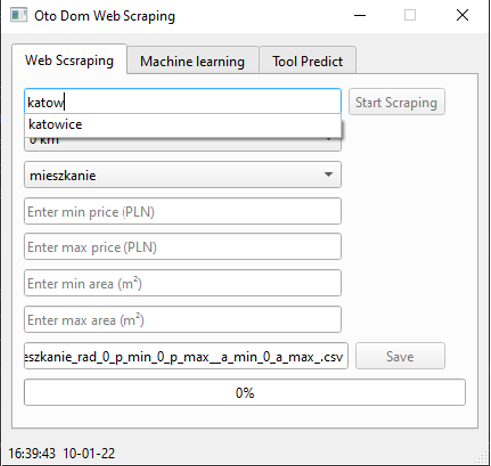 Oto Dom Web Scraping
Web Scsraping Machine learning Tool Predict
katow Start Scraping
katowice
0 km
mieszkanie
Enter min price (PLN)
Enter max price (PLN)
Enter min area (m²)
Enter max area (m²)
eszkanie_rad_0_p_min_0_p_max__a_min_0_a_max_.csv Save
0%
16:39:43 10-01-22